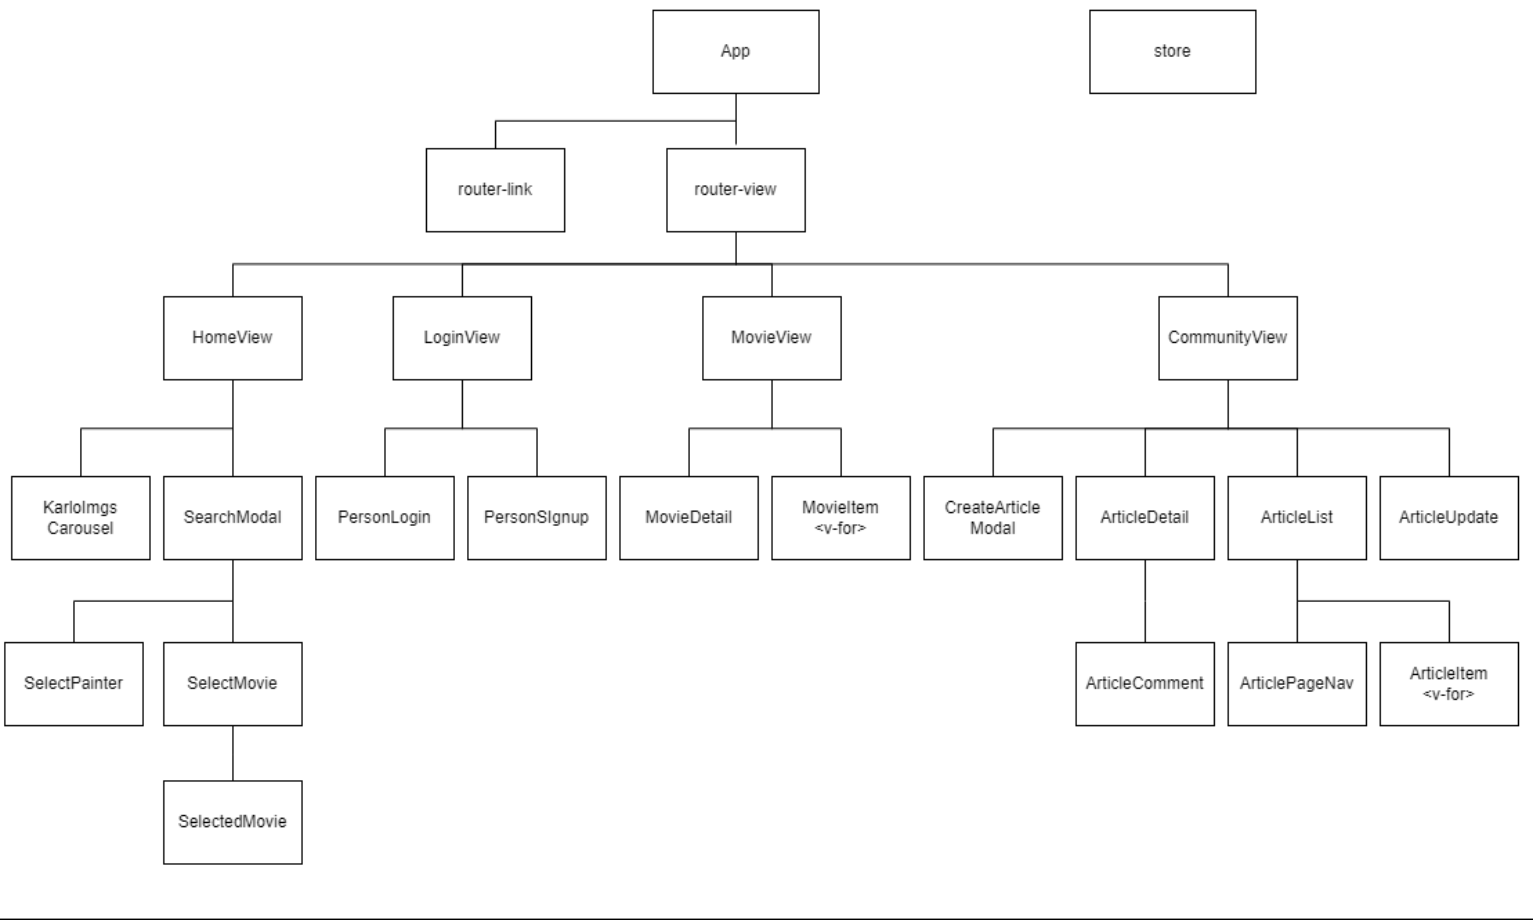 App
store
router-link
router-view
HomeView
LoginView
MovieView
CommunityView
KarloImgs
Carousel
SearchModal
PersonLogin
PersonSIgnup
MovieDetail
MovieItem
<v-for>
CreateArticle
Modal
ArticleDetail
ArticleList
ArticleUpdate
SelectPainter
SelectMovie
ArticleComment
ArticlePageNav
ArticleItem
<v-for>
SelectedMovie